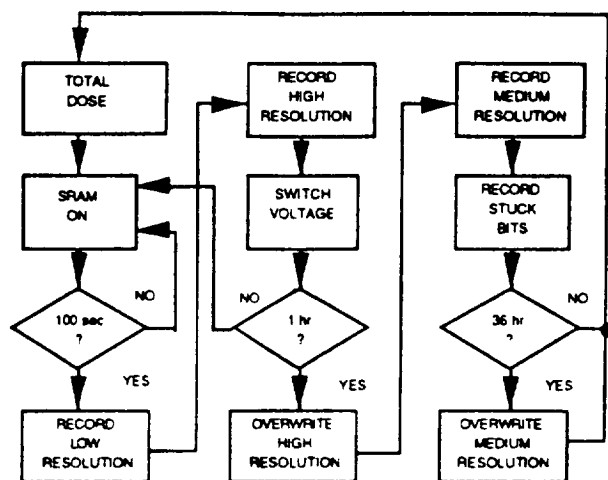 TOTAL
DOSE
SRAM
ON
100 sec
?
NO
YES
RECORD
LOW
RESOLUTION
RECORD
HIGH
RESOLUTION
SWITCH
VOLTAGE
NO
1 hr
?
YES
OVERWRITE
HIGH
RESOLUTION
RECORD
MEDIUM
RESOLUTION
RECORD
STUCK
BITS
36 hr
?
NO
YES
OVERWRITE
MEDIUM
RESOLUTION